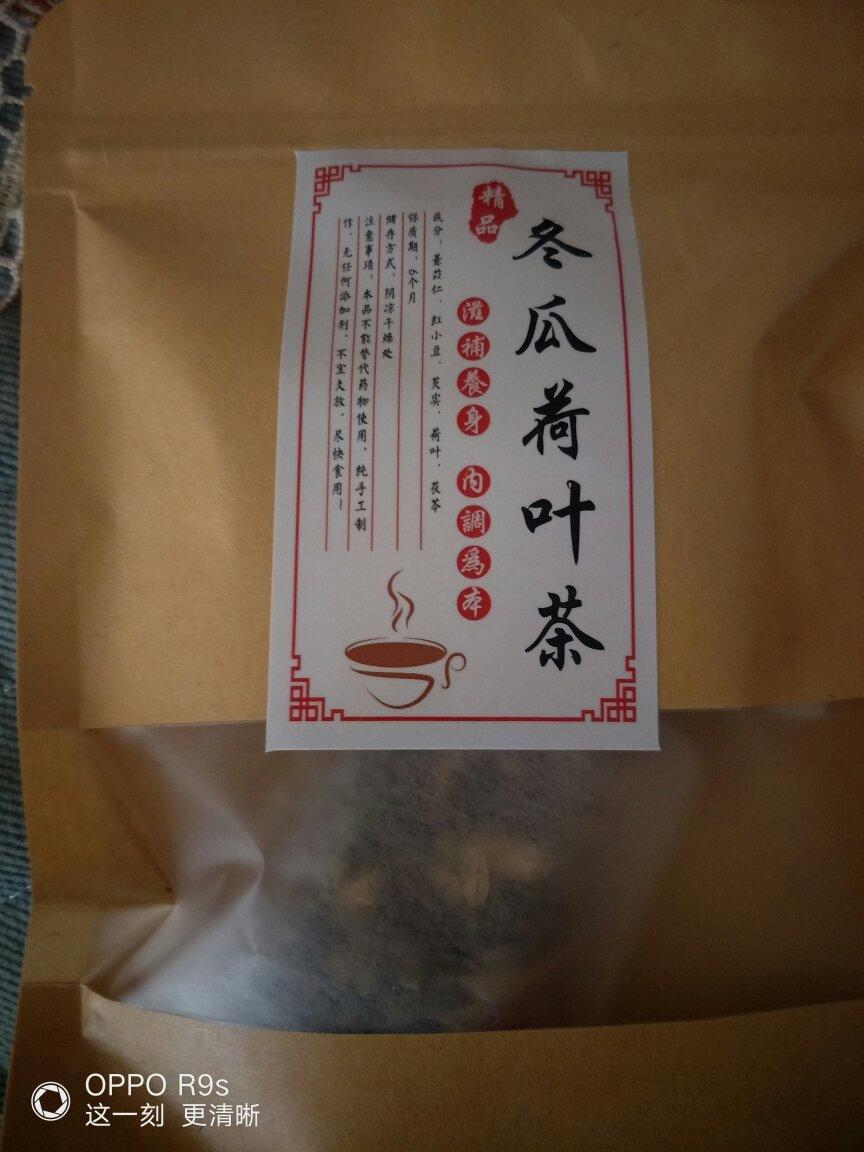 冬瓜荷叶茶
精品
滋補養身 内調為本
成分：薏苡仁、红小豆、芡实、荷叶、茯苓
保质期：6个月
储存方式：阴凉干燥处
注意事项：本品不能替代药物使用。纯手工制
作，无任何添加剂，不宜久放，尽快食用！
OPPO R9s
这一刻 更清晰